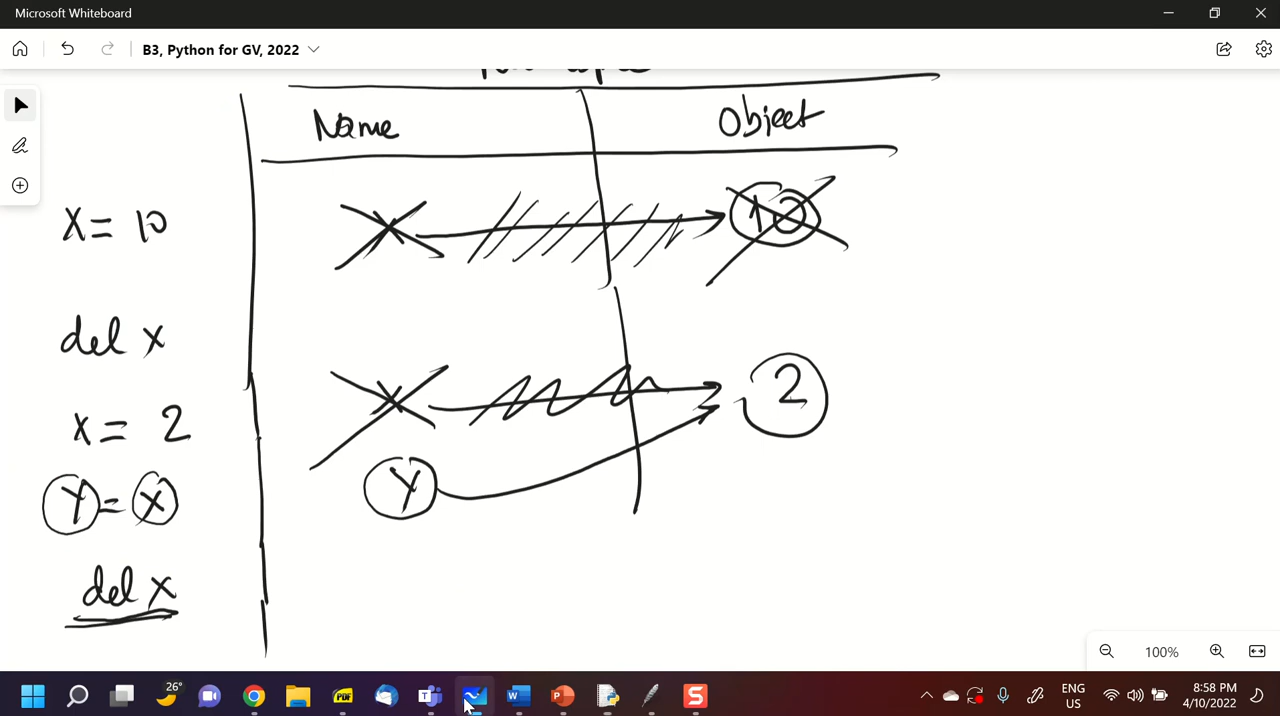 Microsoft Whiteboard
B3, Python for GV, 2022
Name Object
x = 10
x 10
del x
x = 2
x 2
y = x
y
del x
100%
26°
PDF
W P S
ENG
US
8:58 PM
4/10/2022